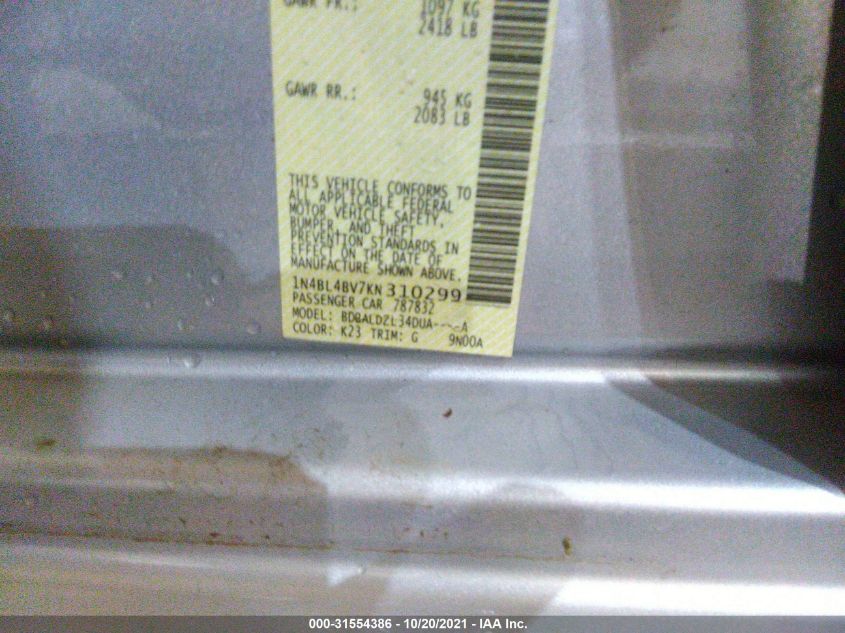 GAWR FR.: 1097 KG
2418 LB
GAWR RR.: 945 KG
2083 LB
THIS VEHICLE CONFORMS TO
ALL APPLICABLE FEDERAL
MOTOR VEHICLE SAFETY,
BUMPER, AND THEFT
PREVENTION STANDARDS IN
EFFECT ON THE DATE OF
MANUFACTURE SHOWN ABOVE.
1N4BL4BV7KN310299
PASSENGER CAR 787832
MODEL:
COLOR: K23 TRIM: G 9N00A
000-31554386 - 10/20/2021 - IAA Inc.